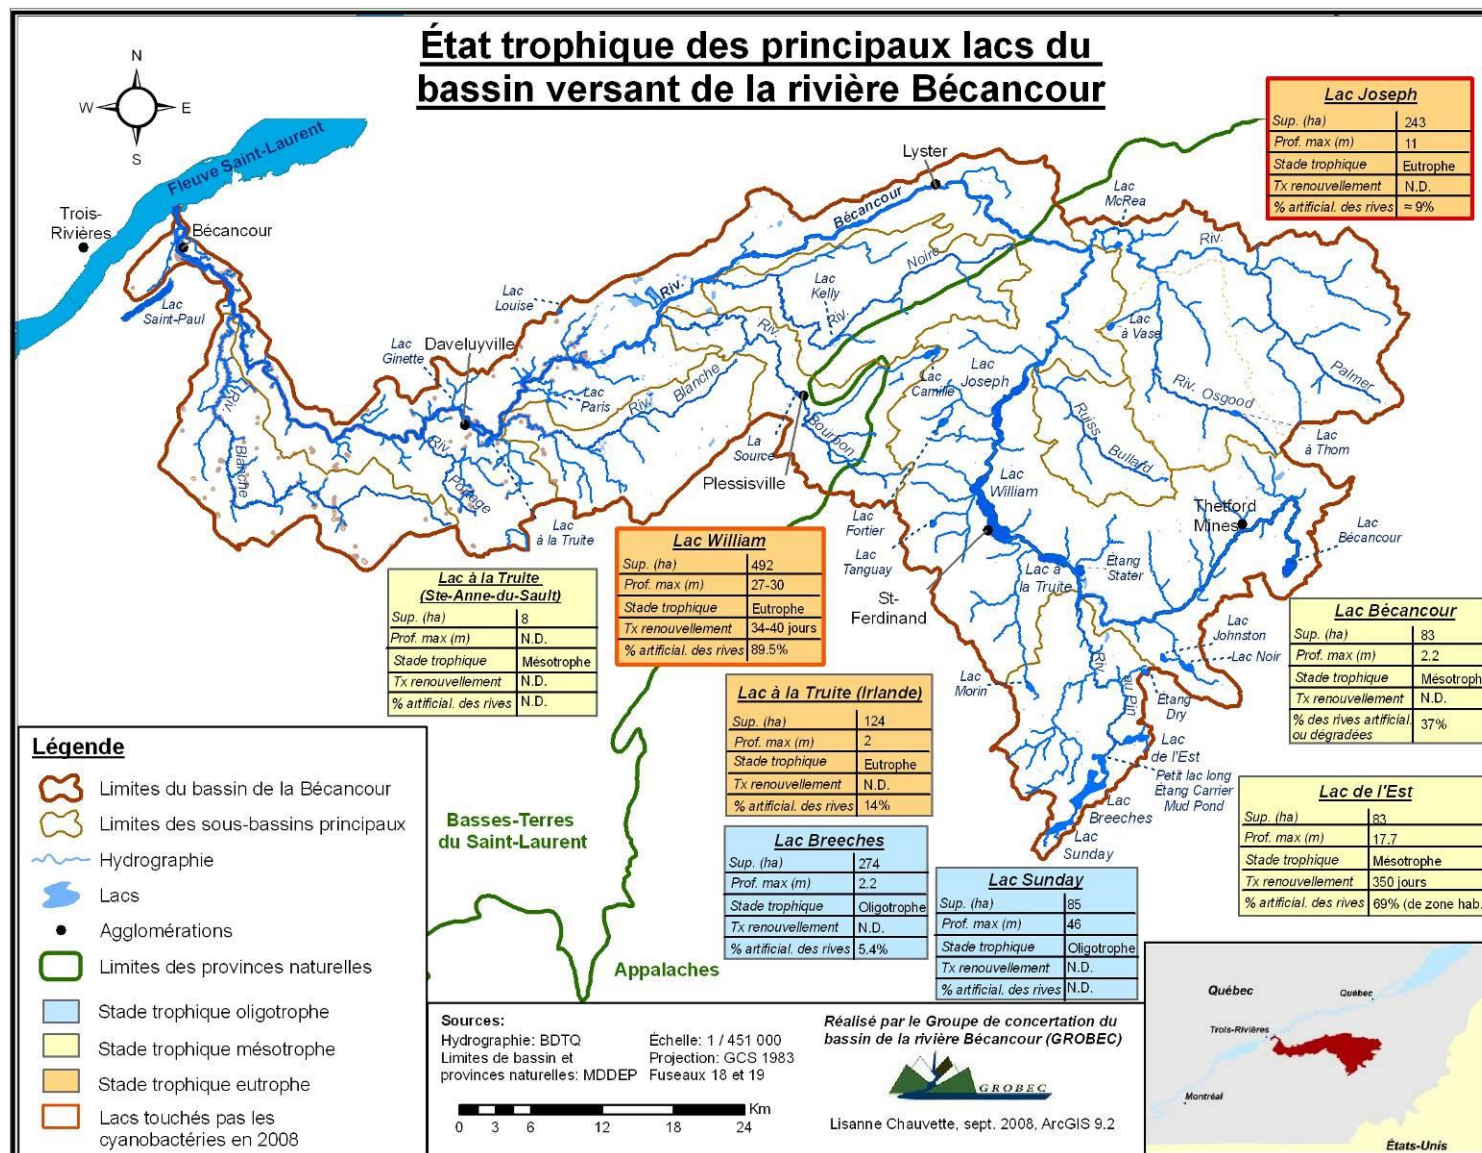 État trophique des principaux lacs du
bassin versant de la rivière Bécancour
N
W
E
S
Fleuve Saint-Laurent
Trois-
Rivières
Bécancour
Lac
Saint-Paul
Lac
Louise
Lac
Ginette
Daveluyville
Lac
Paris
Riv.
Blanche
Riv.
Portage
Lac
à la Truite
Riv.
Blanche
Riv.
Bécancour
Lyster
Lac
McRea
Riv.
Palmer
Noire
Riv.
Lac
Kelly
Riv.
Bourbon
La
Source
Plessisville
Lac
Camille
Lac
Joseph
Lac
à Vase
Riv. Osgood
Ruiss.
Bullard
Lac
à Thom
Lac
William
Thetford
Mines
Lac
Bécancour
Lac
Fortier
Lac
Tanguay
St-
Ferdinand
Lac à
la Truite
Étang
Stater
Lac
Johnston
Lac Noir
Lac
Morin
Riv.
au Pin
Étang
Dry
Lac
de l'Est
Petit lac long
Étang Carrier
Mud Pond
Lac
Breeches
Lac
Sunday
Lac Joseph
Sup. (ha) 243
Prof. max (m) 11
Stade trophique Eutrophe
Tx renouvellement N.D.
% artificial. des rives ≈ 9%
Lac William
Sup. (ha) 492
Prof. max (m) 27-30
Stade trophique Eutrophe
Tx renouvellement 34-40 jours
% artificial. des rives 89.5%
Lac à la Truite
(Ste-Anne-du-Sault)
Sup. (ha) 8
Prof. max (m) N.D.
Stade trophique Mésotrophe
Tx renouvellement N.D.
% artificial. des rives N.D.
Lac Bécancour
Sup. (ha) 83
Prof. max (m) 2.2
Stade trophique Mésotroph
Tx renouvellement N.D.
% des rives artificial.
ou dégradées 37%
Lac à la Truite (Irlande)
Sup. (ha) 124
Prof. max (m) 2
Stade trophique Eutrophe
Tx renouvellement N.D.
% artificial. des rives 14%
Lac de l'Est
Sup. (ha) 83
Prof. max (m) 17.7
Stade trophique Mésotrophe
Tx renouvellement 350 jours
% artificial. des rives 69% (de zone hab.
Lac Breeches
Sup. (ha) 274
Prof. max (m) 2.2
Stade trophique Oligotrophe
Tx renouvellement N.D.
% artificial. des rives 5.4%
Lac Sunday
Sup. (ha) 85
Prof. max (m) 46
Stade trophique Oligotrophe
Tx renouvellement N.D.
% artificial. des rives N.D.
Basses-Terres
du Saint-Laurent
Appalaches
Légende
Limites du bassin de la Bécancour
Limites des sous-bassins principaux
Hydrographie
Lacs
Agglomérations
Limites des provinces naturelles
Stade trophique oligotrophe
Stade trophique mésotrophe
Stade trophique eutrophe
Lacs touchés pas les
cyanobactéries en 2008
Sources:
Hydrographie: BDTQ
Limites de bassin et
provinces naturelles: MDDEP
Échelle: 1 / 451 000
Projection: GCS 1983
Fuseaux 18 et 19
Km
0 3 6 12 18 24
Réalisé par le Groupe de concertation du
bassin de la rivière Bécancour (GROBEC)
GROBEC
Lisanne Chauvette, sept. 2008, ArcGIS 9.2
Québec
Québec
Trois-Rivières
Montréal
États-Unis